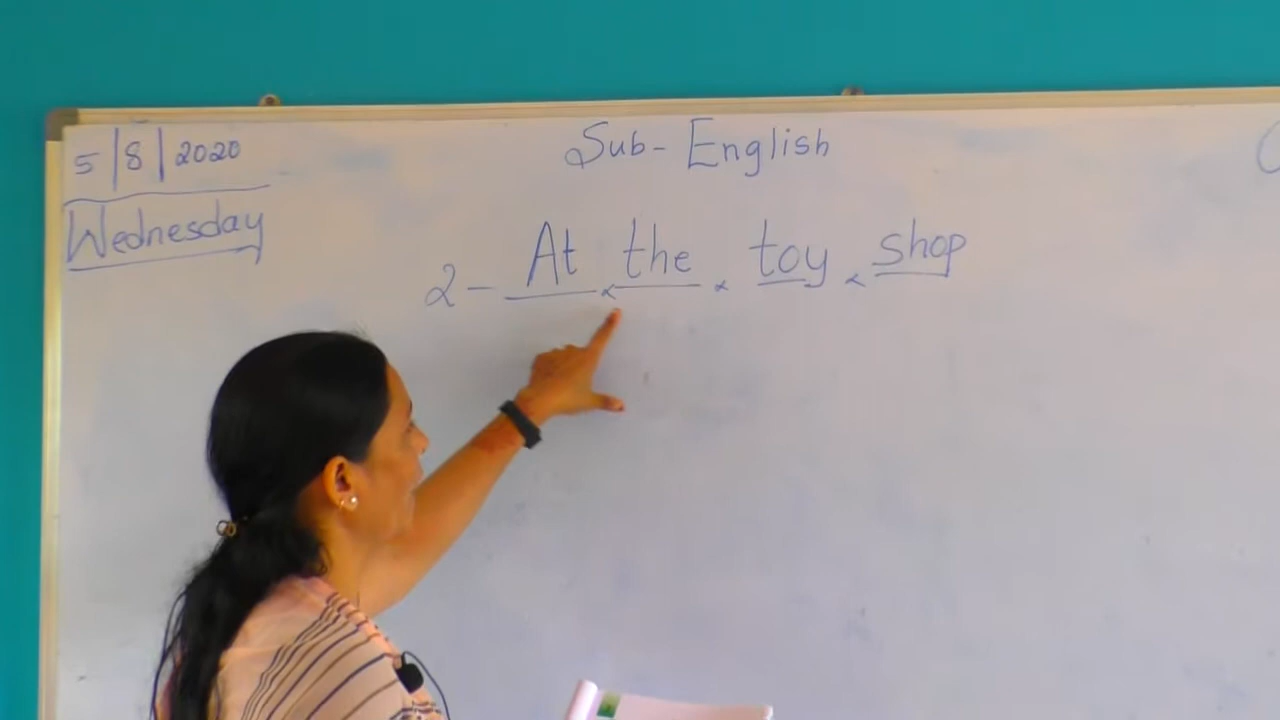 5/8/2020
Wednesday
Sub- English
2- At × the × toy × shop